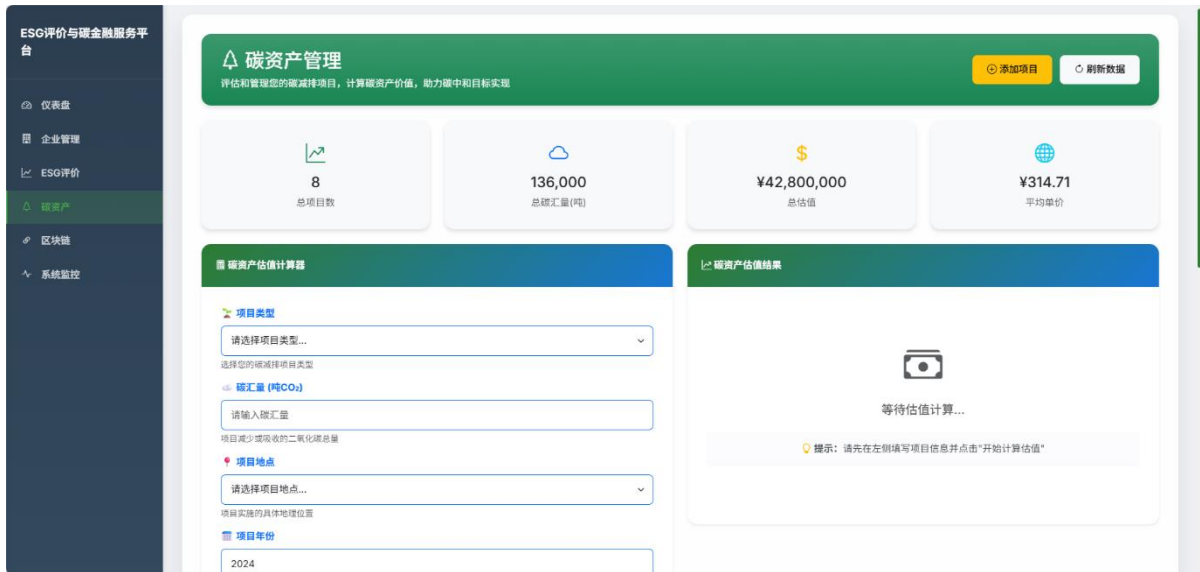 ESG评价与碳金融服务平
台
仪表盘
企业管理
ESG评价
碳资产
区块链
系统监控
碳资产管理
评估和管理您的碳减排项目，计算碳资产价值，助力碳中和目标实现
添加项目
刷新数据
8
总项目数
136,000
总碳汇量(吨)
¥42,800,000
总估值
¥314.71
平均单价
碳资产估值计算器
项目类型
请选择项目类型...
选择您的碳减排项目类型
碳汇量 (吨CO₂)
请输入碳汇量
项目减少或吸收的二氧化碳总量
项目地点
请选择项目地点...
项目实施的具体地理位置
项目年份
2024
碳资产估值结果
等待估值计算...
提示：请先在左侧填写项目信息并点击"开始计算估值"